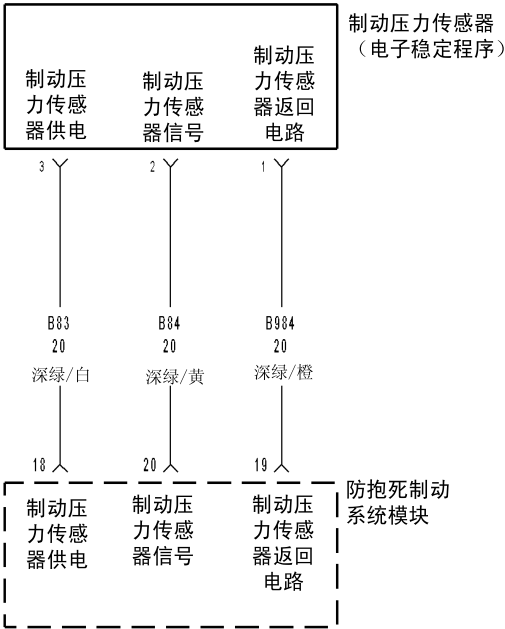 制动压力传感器
（电子稳定程序）
制动压
力传感
器供电
制动压
力传感
器信号
制动压
力传感
器返回
电路
3
2
1
B83
20
深绿/白
B84
20
深绿/黄
B984
20
深绿/橙
18
20
19
防抱死制动
系统模块
制动压
力传感
器供电
制动压
力传感
器信号
制动压
力传感
器返回
电路